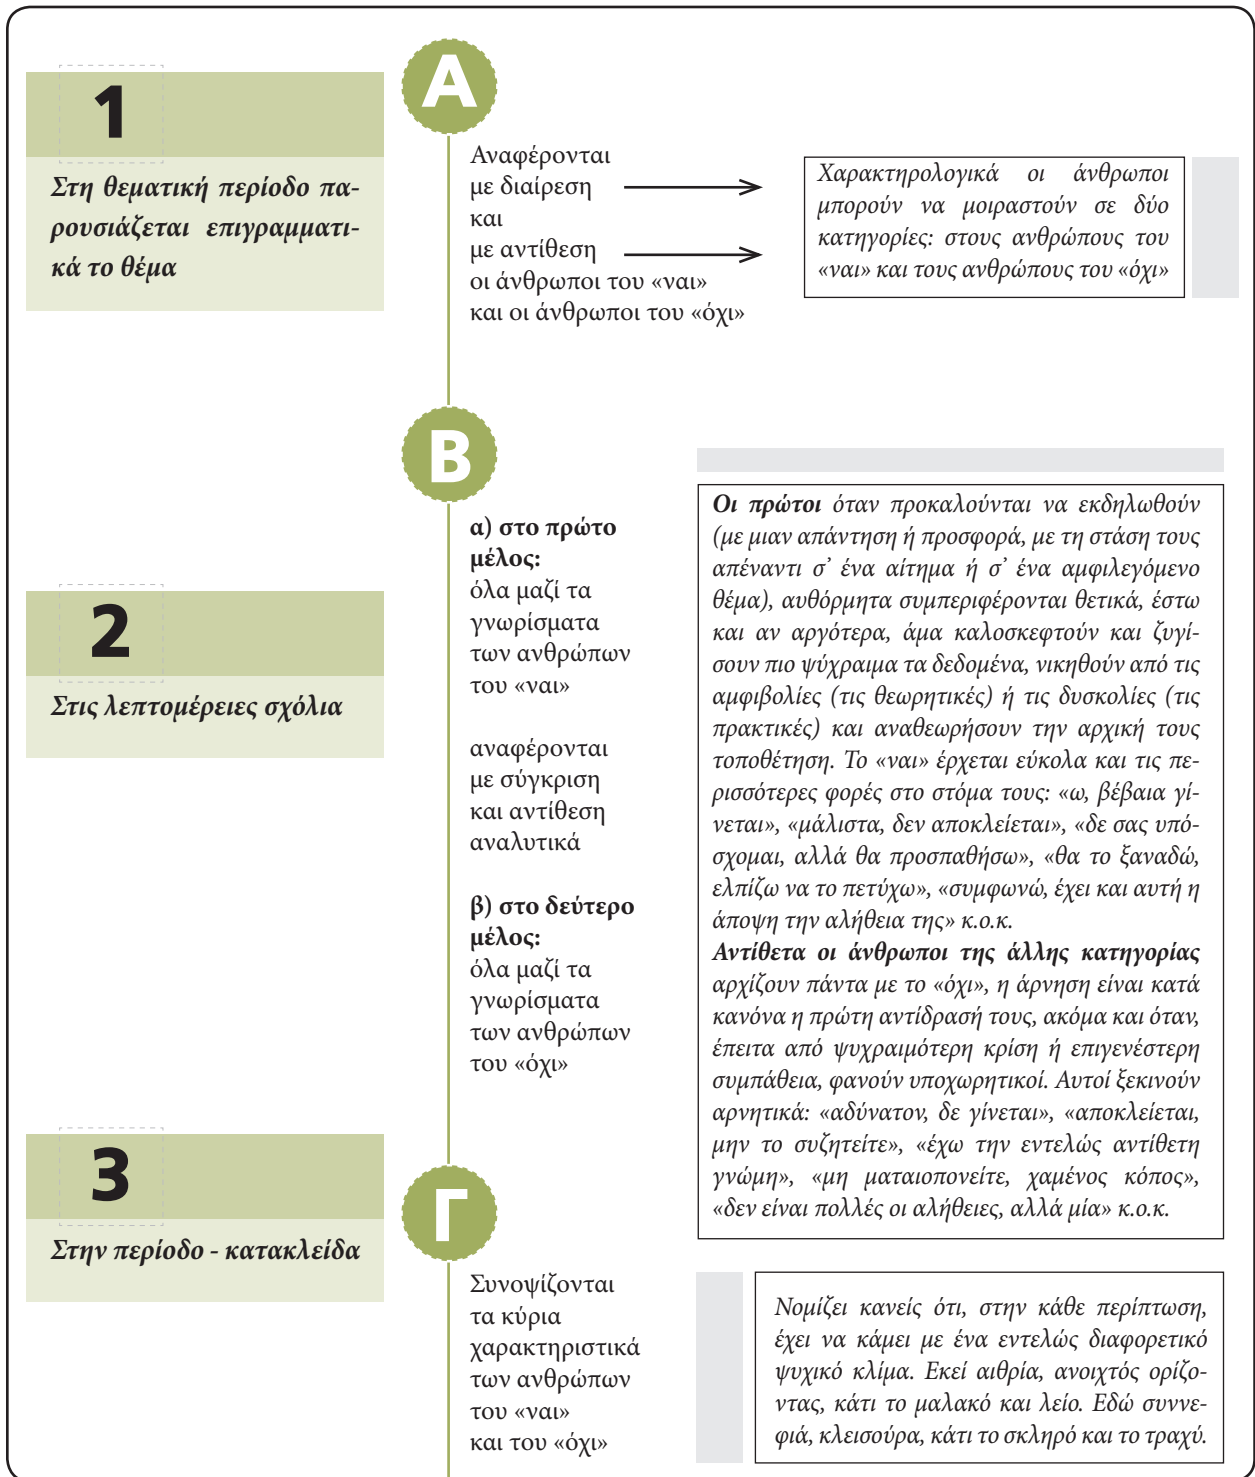 1
Στη θεματική περίοδο πα-
ρουσιάζεται επιγραμματι-
κά το θέμα
Α
Αναφέρονται
με διαίρεση
και
με αντίθεση
οι άνθρωποι του «ναι»
και οι άνθρωποι του «όχι»
Χαρακτηρολογικά οι άνθρωποι
μπορούν να μοιραστούν σε δύο
κατηγορίες: στους ανθρώπους του
«ναι» και τους ανθρώπους του «όχι»
2
Στις λεπτομέρειες σχόλια
Β
α) στο πρώτο
μέλος:
όλα μαζί τα
γνωρίσματα
των ανθρώπων
του «ναι»
αναφέρονται
με σύγκριση
και αντίθεση
αναλυτικά
β) στο δεύτερο
μέλος:
όλα μαζί τα
γνωρίσματα
των ανθρώπων
του «όχι»
Οι πρώτοι όταν προκαλούνται να εκδηλωθούν
(με μιαν απάντηση ή προσφορά, με τη στάση τους
απέναντι σ’ ένα αίτημα ή σ’ ένα αμφιλεγόμενο
θέμα), αυθόρμητα συμπεριφέρονται θετικά, έστω
και αν αργότερα, άμα καλοσκεφτούν και ζυγί-
σουν πιο ψύχραιμα τα δεδομένα, νικηθούν από τις
αμφιβολίες (τις θεωρητικές) ή τις δυσκολίες (τις
πρακτικές) και αναθεωρήσουν την αρχική τους
τοποθέτηση. Το «ναι» έρχεται εύκολα και τις πε-
ρισσότερες φορές στο στόμα τους: «ω, βέβαια γί-
νεται», «μάλιστα, δεν αποκλείεται», «δε σας υπό-
σχομαι, αλλά θα προσπαθήσω», «θα το ξαναδώ,
ελπίζω να το πετύχω», «συμφωνώ, έχει και αυτή η
άποψη την αλήθεια της» κ.ο.κ.
Αντίθετα οι άνθρωποι της άλλης κατηγορίας
αρχίζουν πάντα με το «όχι», η άρνηση είναι κατά
κανόνα η πρώτη αντίδρασή τους, ακόμα και όταν,
έπειτα από ψυχραιμότερη κρίση ή επιγενέστερη
συμπάθεια, φανούν υποχωρητικοί. Αυτοί ξεκινούν
αρνητικά: «αδύνατον, δε γίνεται», «αποκλείεται,
μην το συζητείτε», «έχω την εντελώς αντίθετη
γνώμη», «μη ματαιοπονείτε, χαμένος κόπος»,
«δεν είναι πολλές οι αλήθειες, αλλά μία» κ.ο.κ.
3
Στην περίοδο - κατακλείδα
Γ
Συνοψίζονται
τα κύρια
χαρακτηριστικά
των ανθρώπων
του «ναι»
και του «όχι»
Νομίζει κανείς ότι, στην κάθε περίπτωση,
έχει να κάμει με ένα εντελώς διαφορετικό
ψυχικό κλίμα. Εκεί αιθρία, ανοιχτός ορίζο-
ντας, κάτι το μαλακό και λείο. Εδώ συννε-
φιά, κλεισούρα, κάτι το σκληρό και το τραχύ.